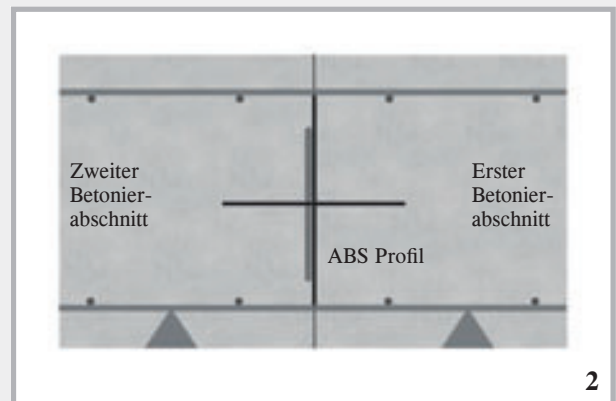 Zweiter
Betonier-
abschnitt
Erster
Betonier-
abschnitt
ABS Profil
2